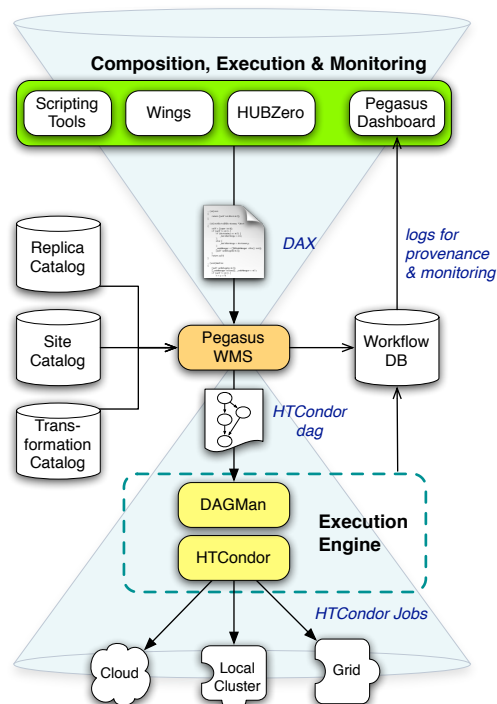 Composition, Execution & Monitoring
Scripting
Tools
Wings
HUBZero
Pegasus
Dashboard
DAX
logs for
provenance
& monitoring
Replica
Catalog
Site
Catalog
Trans-
formation
Catalog
Pegasus
WMS
Workflow
DB
HTCondor
dag
DAGMan
HTCondor
Execution
Engine
HTCondor Jobs
Cloud
Local
Cluster
Grid